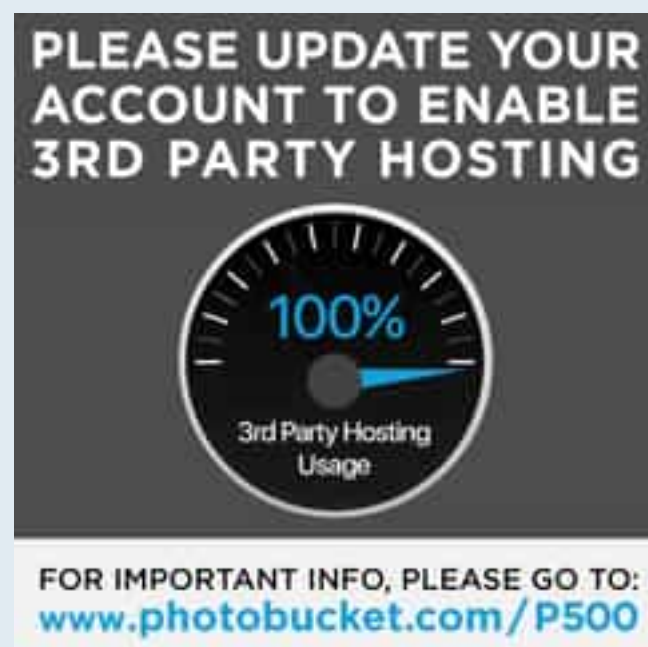 PLEASE UPDATE YOUR
ACCOUNT TO ENABLE
3RD PARTY HOSTING
100%
3rd Party Hosting
Usage
FOR IMPORTANT INFO, PLEASE GO TO:
www.photobucket.com/P500